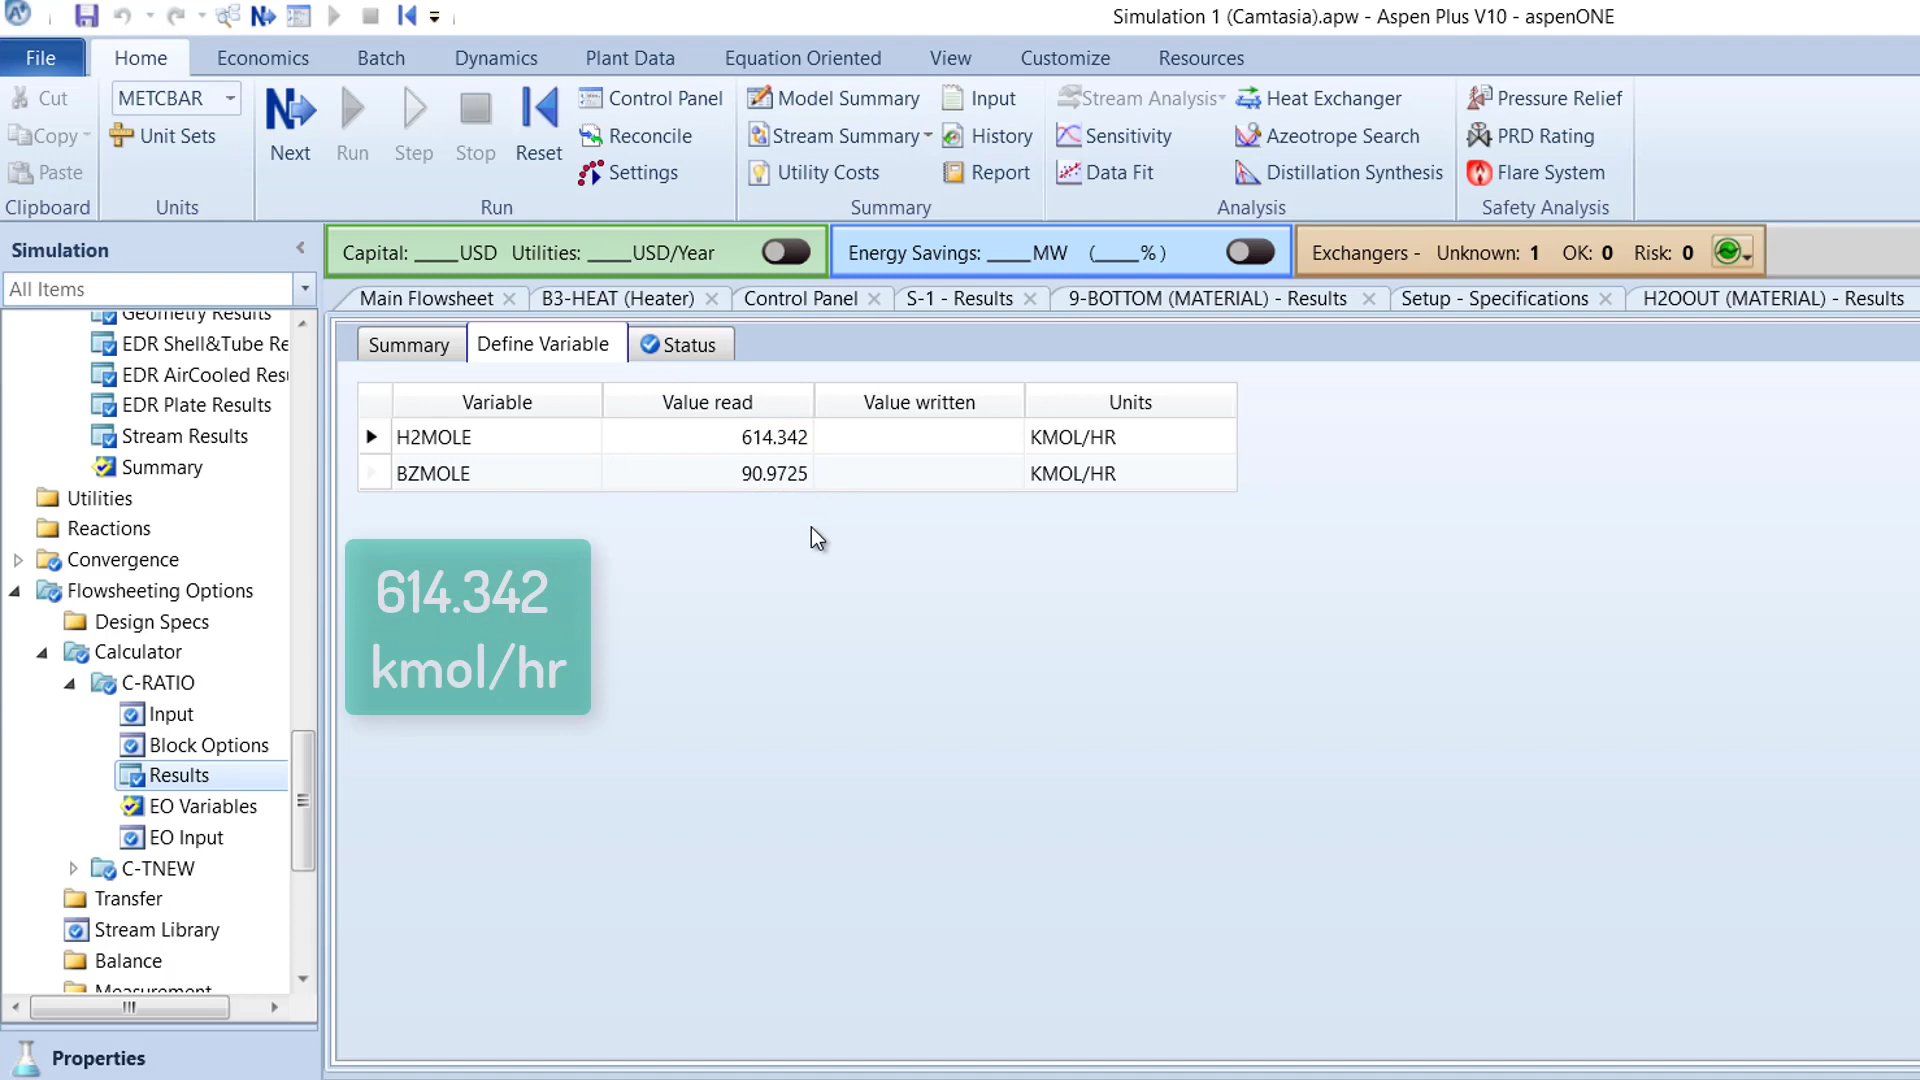 Simulation 1 (Camtasia).apw - Aspen Plus V10 - aspenONE
File Home Economics Batch Dynamics Plant Data Equation Oriented View Customize Resources
Cut
Copy
Paste
Clipboard
METCBAR
Unit Sets
Units
Next Run Step Stop Reset
Control Panel
Reconcile
Settings
Run
Model Summary Input
Stream Summary History
Utility Costs Report
Summary
Stream Analysis Heat Exchanger
Sensitivity Azeotrope Search
Data Fit Distillation Synthesis
Analysis
Pressure Relief
PRD Rating
Flare System
Safety Analysis
Simulation
All Items
Capital: ____USD Utilities: ____USD/Year
Energy Savings: ____MW (____%)
Exchangers - Unknown: 1 OK: 0 Risk: 0
Main Flowsheet B3-HEAT (Heater) Control Panel S-1 - Results 9-BOTTOM (MATERIAL) - Results Setup - Specifications H2OOUT (MATERIAL) - Results
Geometry Results
EDR Shell&Tube Re
EDR AirCooled Resu
EDR Plate Results
Stream Results
Summary
Utilities
Reactions
Convergence
Flowsheeting Options
Design Specs
Calculator
C-RATIO
Input
Block Options
Results
EO Variables
EO Input
C-TNEW
Transfer
Stream Library
Balance
Measurement
Properties
Summary Define Variable Status
Variable Value read Value written Units
H2MOLE 614.342 KMOL/HR
BZMOLE 90.9725 KMOL/HR
614.342
kmol/hr